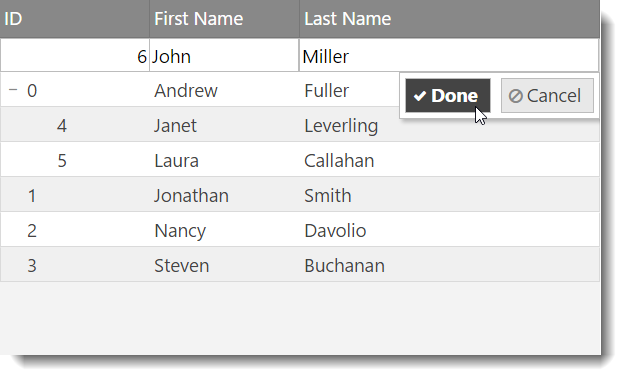 ID First Name Last Name
6 John Miller
− 0 Andrew Fuller
Done Cancel
4 Janet Leverling
5 Laura Callahan
1 Jonathan Smith
2 Nancy Davolio
3 Steven Buchanan